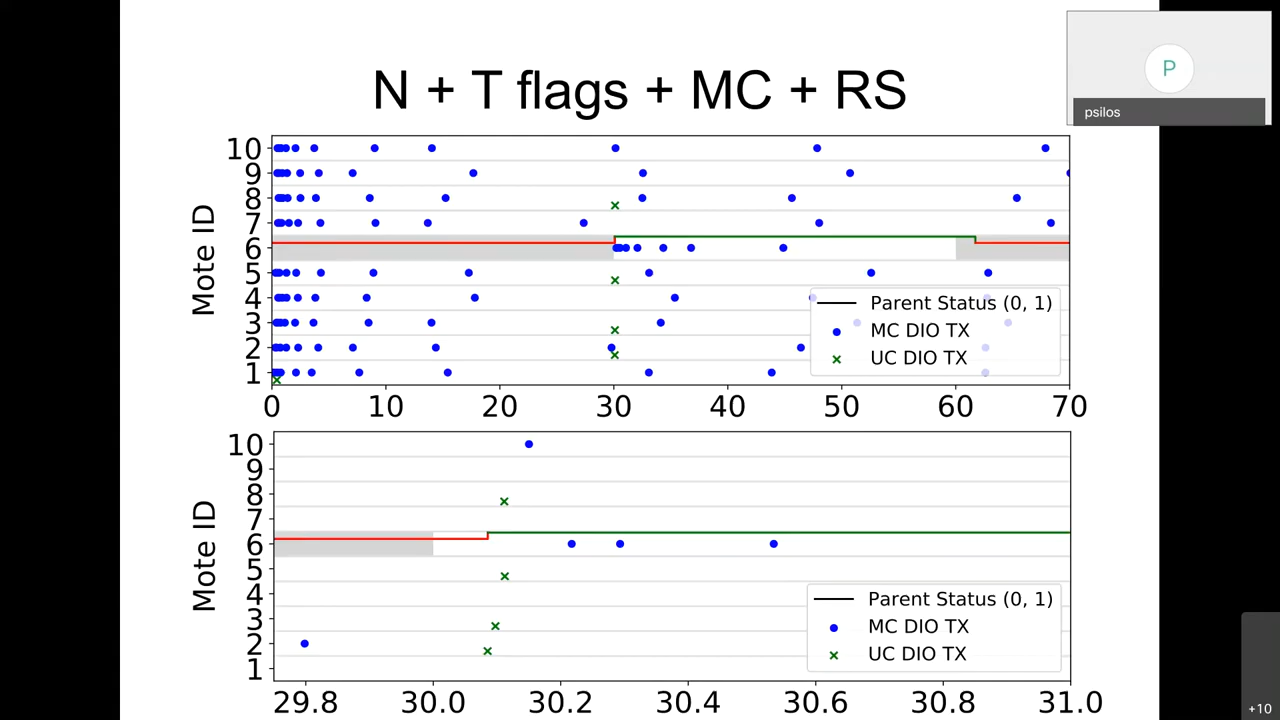 P
psilos
N + T flags + MC + RS
Mote ID
10
9
8
7
6
5
4
3
2
1
Parent Status (0, 1)
MC DIO TX
UC DIO TX
0 10 20 30 40 50 60 70
Mote ID
10
9
8
7
6
5
4
3
2
1
Parent Status (0, 1)
MC DIO TX
UC DIO TX
29.8 30.0 30.2 30.4 30.6 30.8 31.0
+10